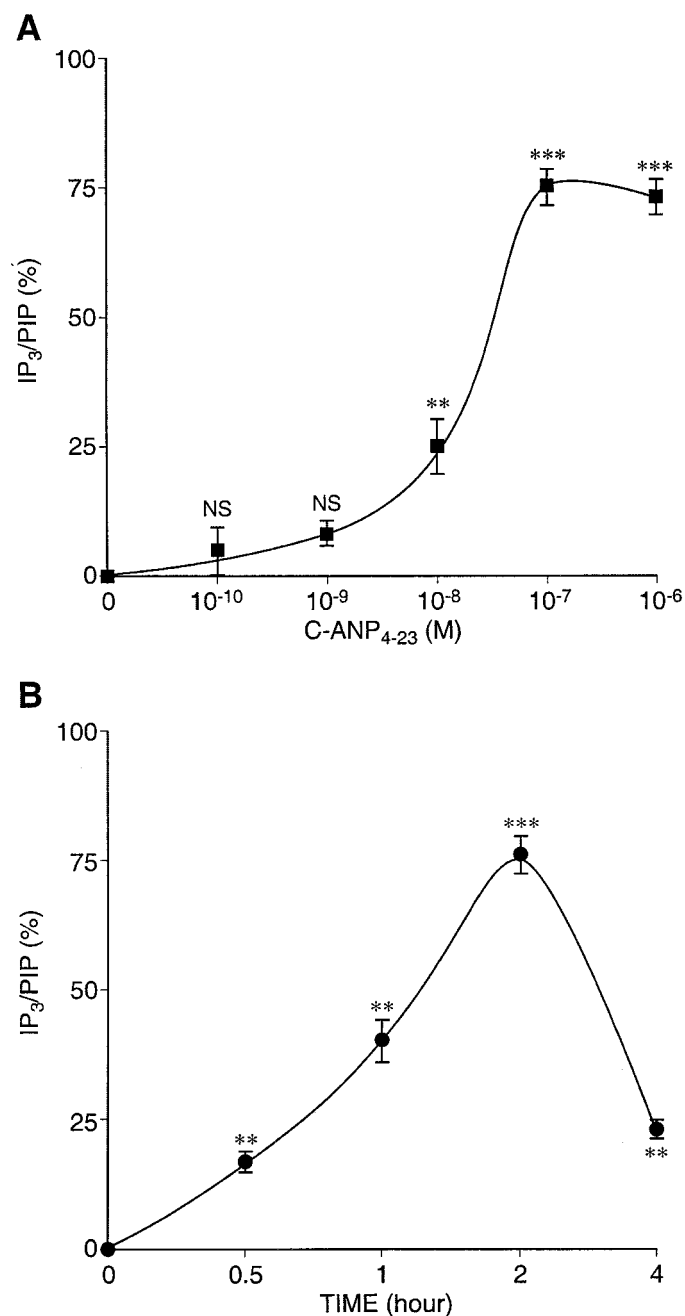 A
100
75
50
25
0
IP₃/PIP (%)
NS
NS
**
***
***
0 10⁻¹⁰ 10⁻⁹ 10⁻⁸ 10⁻⁷ 10⁻⁶
C-ANP₄₋₂₃ (M)
B
100
75
50
25
0
IP₃/PIP (%)
**
**
***
**
0 0.5 1 2 4
TIME (hour)